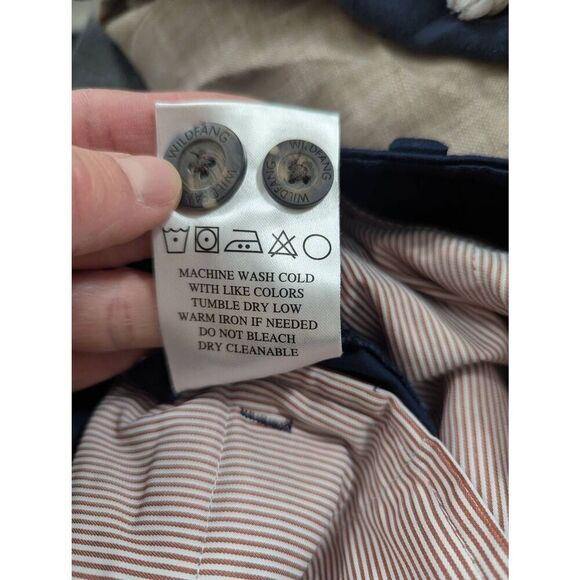 WILDFANG WILDFANG
WILDFANG
MACHINE WASH COLD
WITH LIKE COLORS
TUMBLE DRY LOW
WARM IRON IF NEEDED
DO NOT BLEACH
DRY CLEANABLE